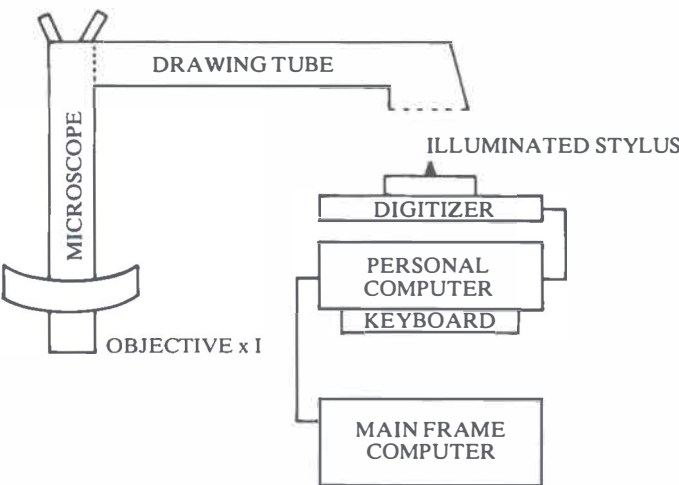 DRAWING TUBE
MICROSCOPE
ILLUMINATED STYLUS
DIGITIZER
PERSONAL
COMPUTER
KEYBOARD
OBJECTIVE x I
MAIN FRAME
COMPUTER